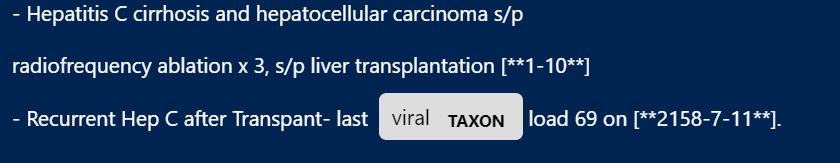 - Hepatitis C cirrhosis and hepatocellular carcinoma s/p
radiofrequency ablation x 3, s/p liver transplantation [**1-10**]
- Recurrent Hep C after Transpant- last viral TAXON load 69 on [**2158-7-11**].